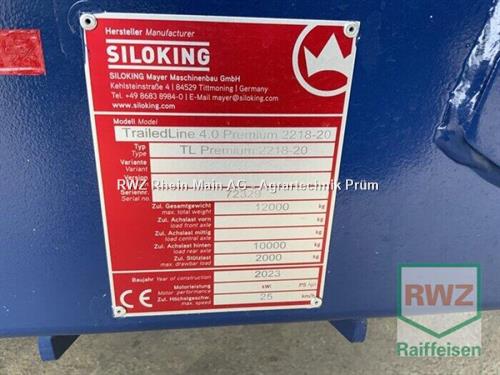 Hersteller Manufacturer
SILOKING
SILOKING Mayer Maschinenbau GmbH
Kehlsteinstraße 4 | 84529 Tittmoning | Germany
Tel. +49 8683 8984-0 | E-Mail mayer@siloking.com
www.siloking.com
Modell Model
TrailedLine 4.0 Premium 2218-20
Typ
Type
TL Premium 2218-20
Variante
Variante
Version
RWZ Rhein-Main AG - Agrartechnik Prüm
Seriennr.
Serial no.
Zul. Gesamtgewicht
max. total weight
12000 kg
Zul. Achslast vorn
load front axle
kg
Zul. Achslast mittig
load central axle
kg
Zul. Achslast hinten
load rear axle
10000 kg
Zul. Stützlast
max. drawbar load
2000 kg
Baujahr Year of construction
2023
Motorleistung
Motor performance
kW/ PS /
Zul. Höchstgeschw.
max. speed
25 km/h
CE
RWZ
Raiffeisen